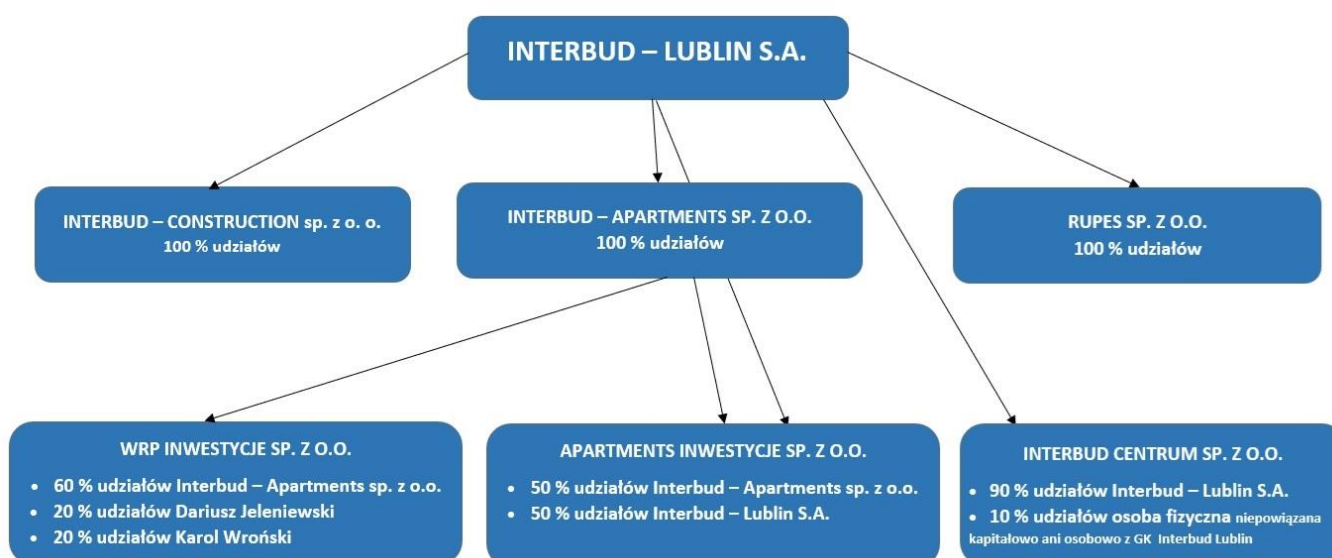 INTERBUD – LUBLIN S.A.
INTERBUD – CONSTRUCTION sp. z o. o.
100 % udziałów
INTERBUD – APARTMENTS SP. Z O.O.
100 % udziałów
RUPES SP. Z O.O.
100 % udziałów
WRP INWESTYCJE SP. Z O.O.
• 60 % udziałów Interbud – Apartments sp. z o.o.
• 20 % udziałów Dariusz Jeleniewski
• 20 % udziałów Karol Wroński
APARTMENTS INWESTYCJE SP. Z O.O.
• 50 % udziałów Interbud – Apartments sp. z o.o.
• 50 % udziałów Interbud – Lublin S.A.
INTERBUD CENTRUM SP. Z O.O.
• 90 % udziałów Interbud – Lublin S.A.
• 10 % udziałów osoba fizyczna niepowiązana
kapitałowo ani osobowo z GK Interbud Lublin